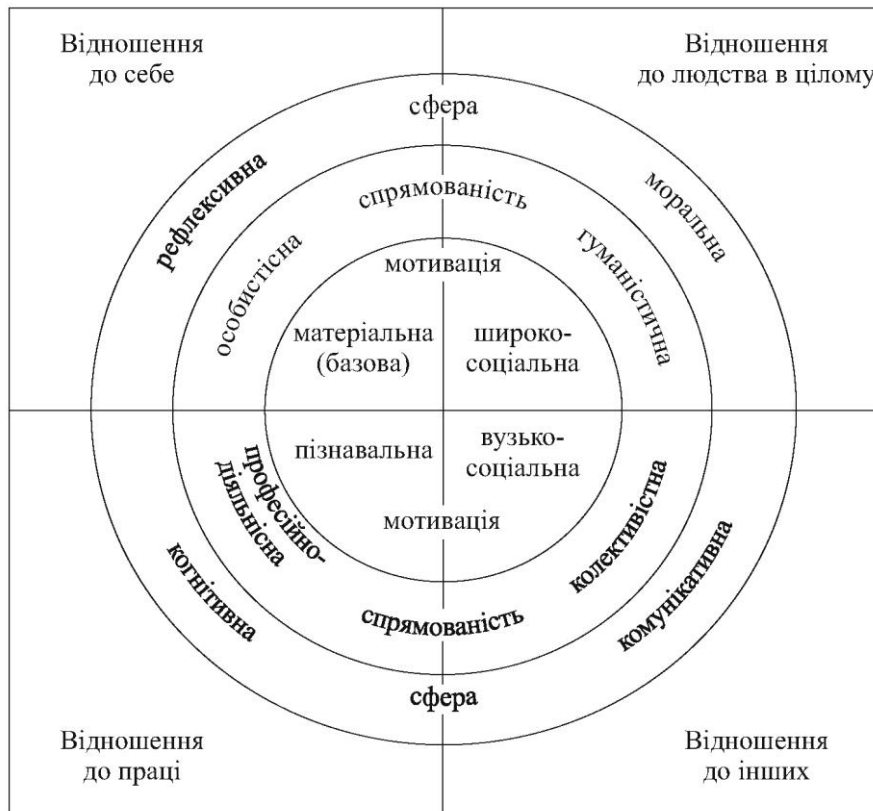 Відношення
до себе
Відношення
до людства в цілому
сфера
рефлексивна
моральна
спрямованість
особистісна
гуманістична
мотивація
матеріальна
(базова)
широко-
соціальна
пізнавальна
вузько-
соціальна
мотивація
професійно-
діяльнісна
колективістна
спрямованість
когнітивна
комунікативна
сфера
Відношення
до праці
Відношення
до інших